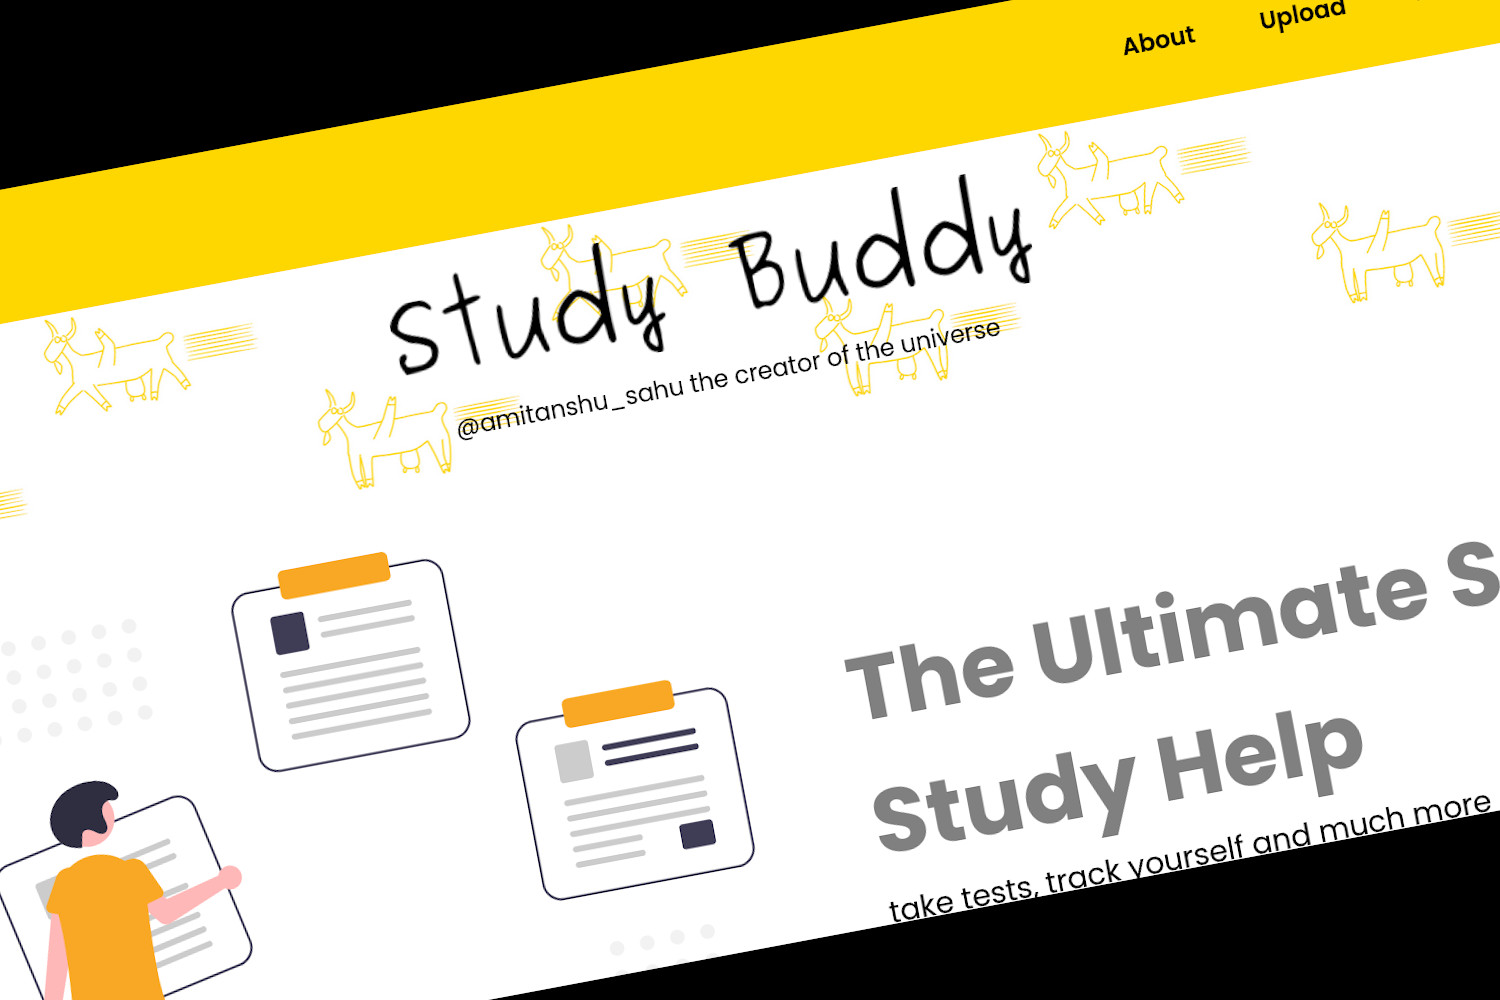 About Upload
Study Buddy
@amitanshu_sahu the creator of the universe
The Ultimate S
Study Help
take tests, track yourself and much more